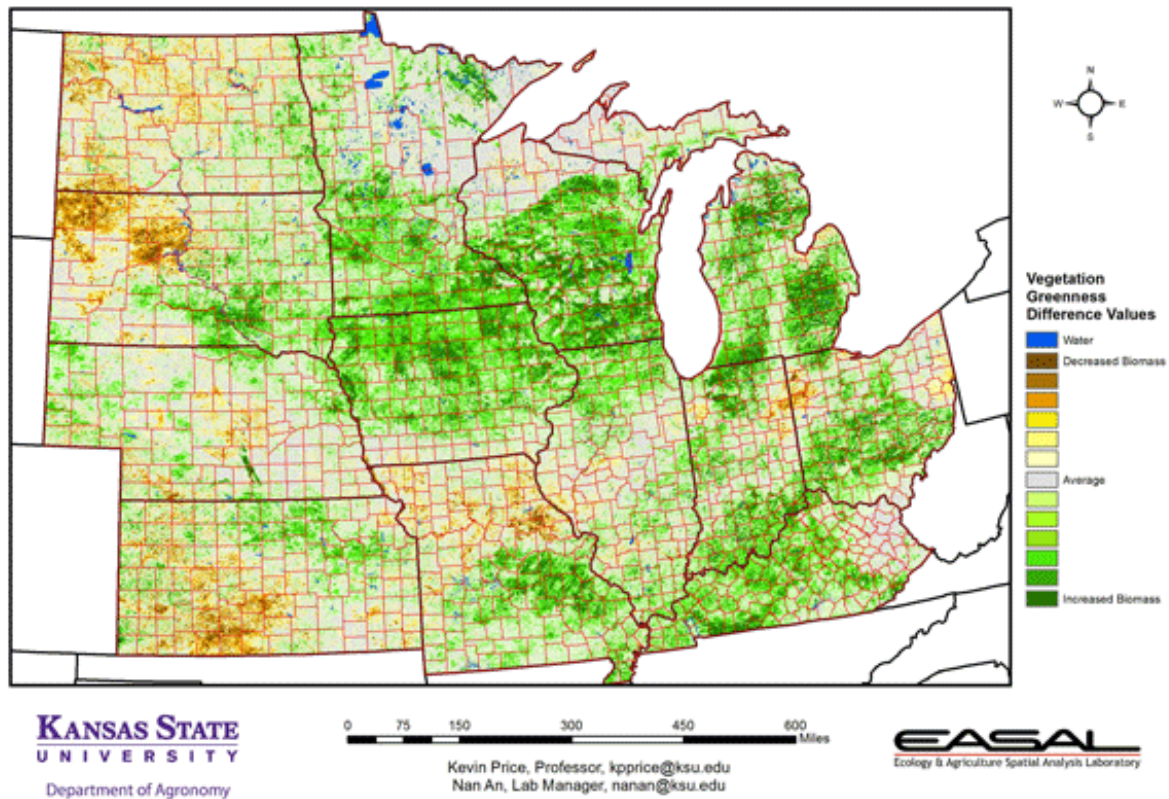 N
W E
S
Vegetation
Greenness
Difference Values
Water
Decreased Biomass
Average
Increased Biomass
KANSAS STATE
UNIVERSITY
Department of Agronomy
0 75 150 300 450 600
Miles
Kevin Price, Professor, kpprice@ksu.edu
Nan An, Lab Manager, nanan@ksu.edu
EASAL
Ecology & Agriculture Spatial Analysis Laboratory